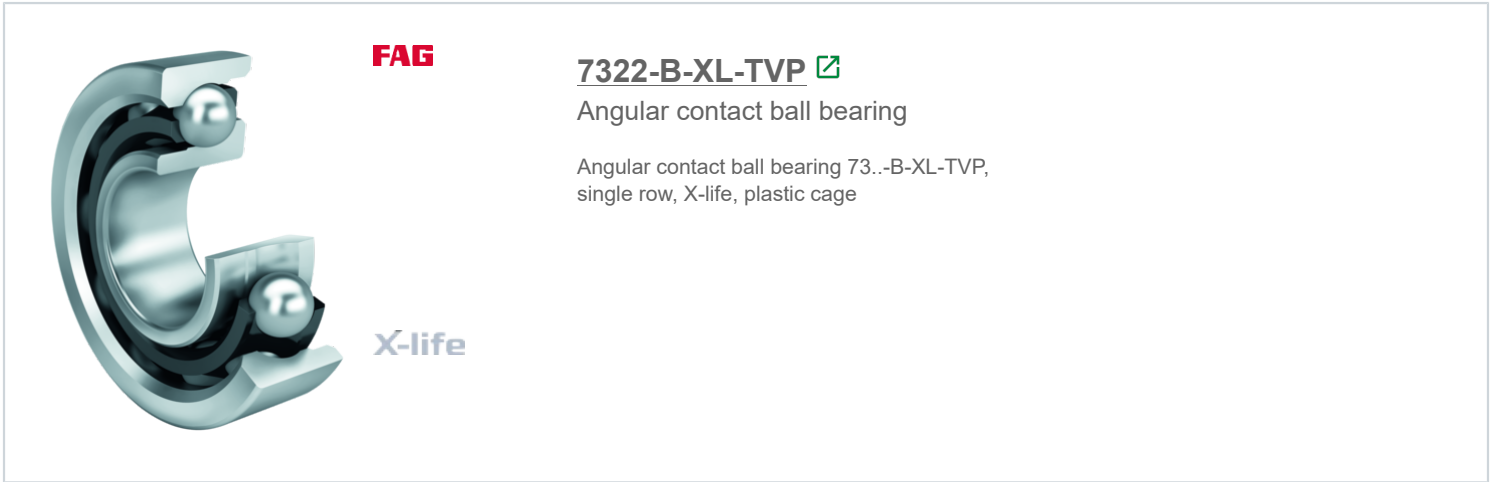 FAG
7322-B-XL-TVP
Angular contact ball bearing
Angular contact ball bearing 73..-B-XL-TVP,
single row, X-life, plastic cage
X-life